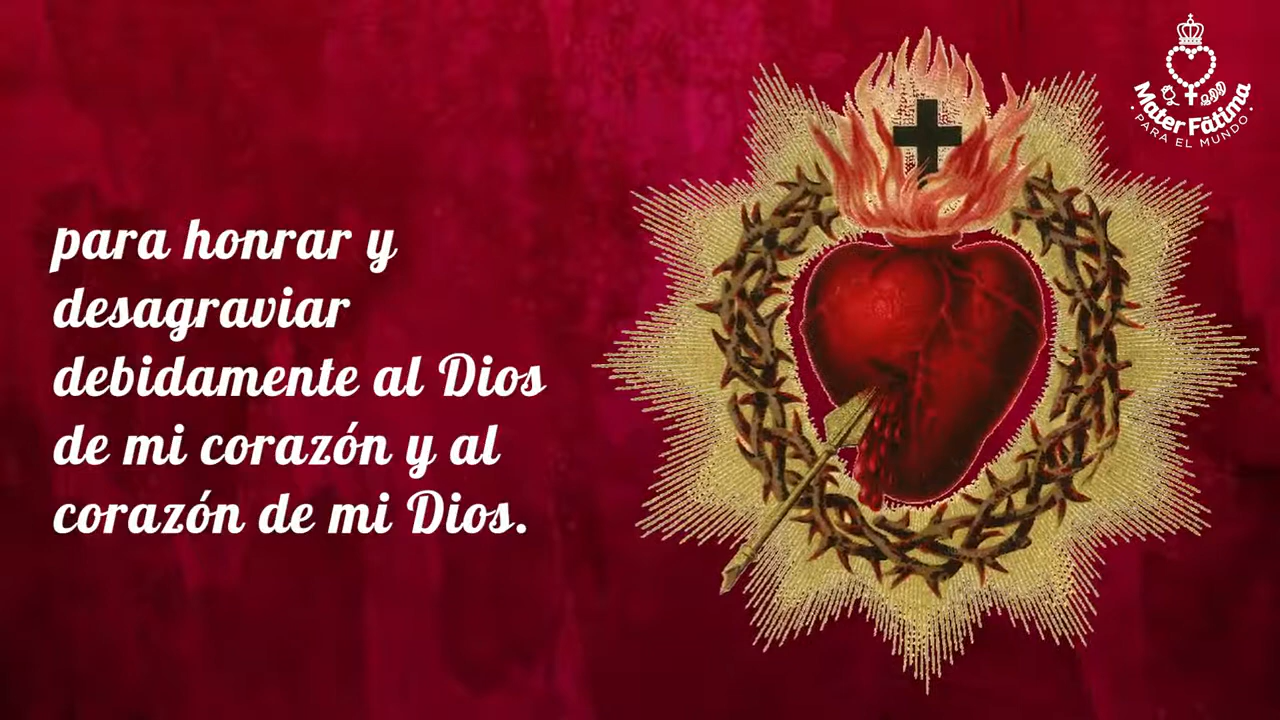 para honrar y
desagraviar
debidamente al Dios
de mi corazón y al
corazón de mi Dios.
Mater Fátima
· PARA EL MUNDO ·